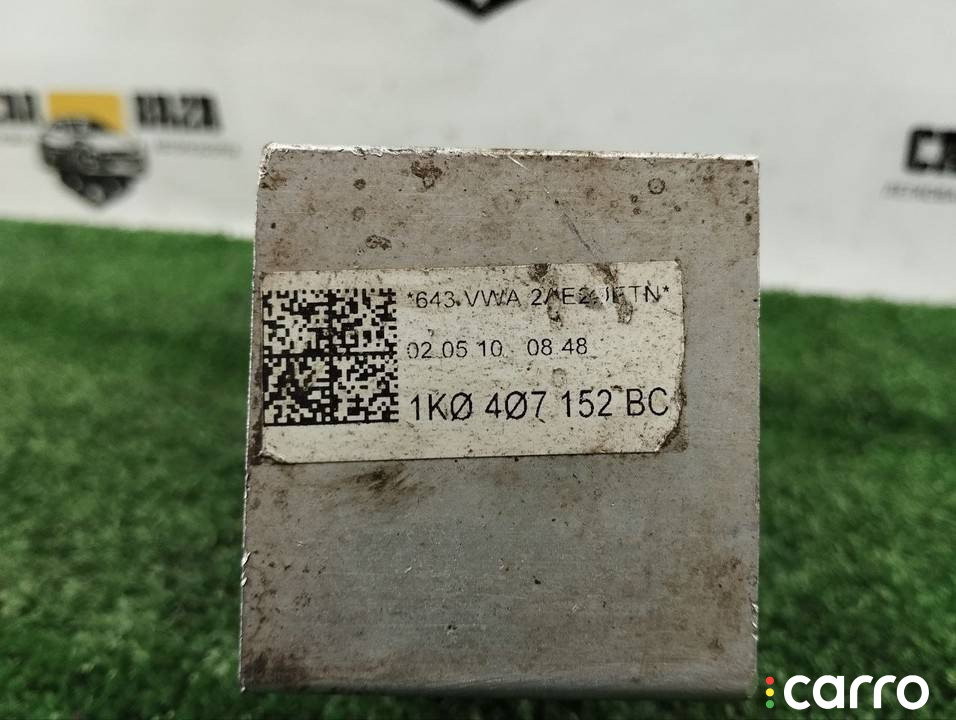 *643 VWA
02.05.10 08.48
1KØ 4Ø7 152 BC
carro